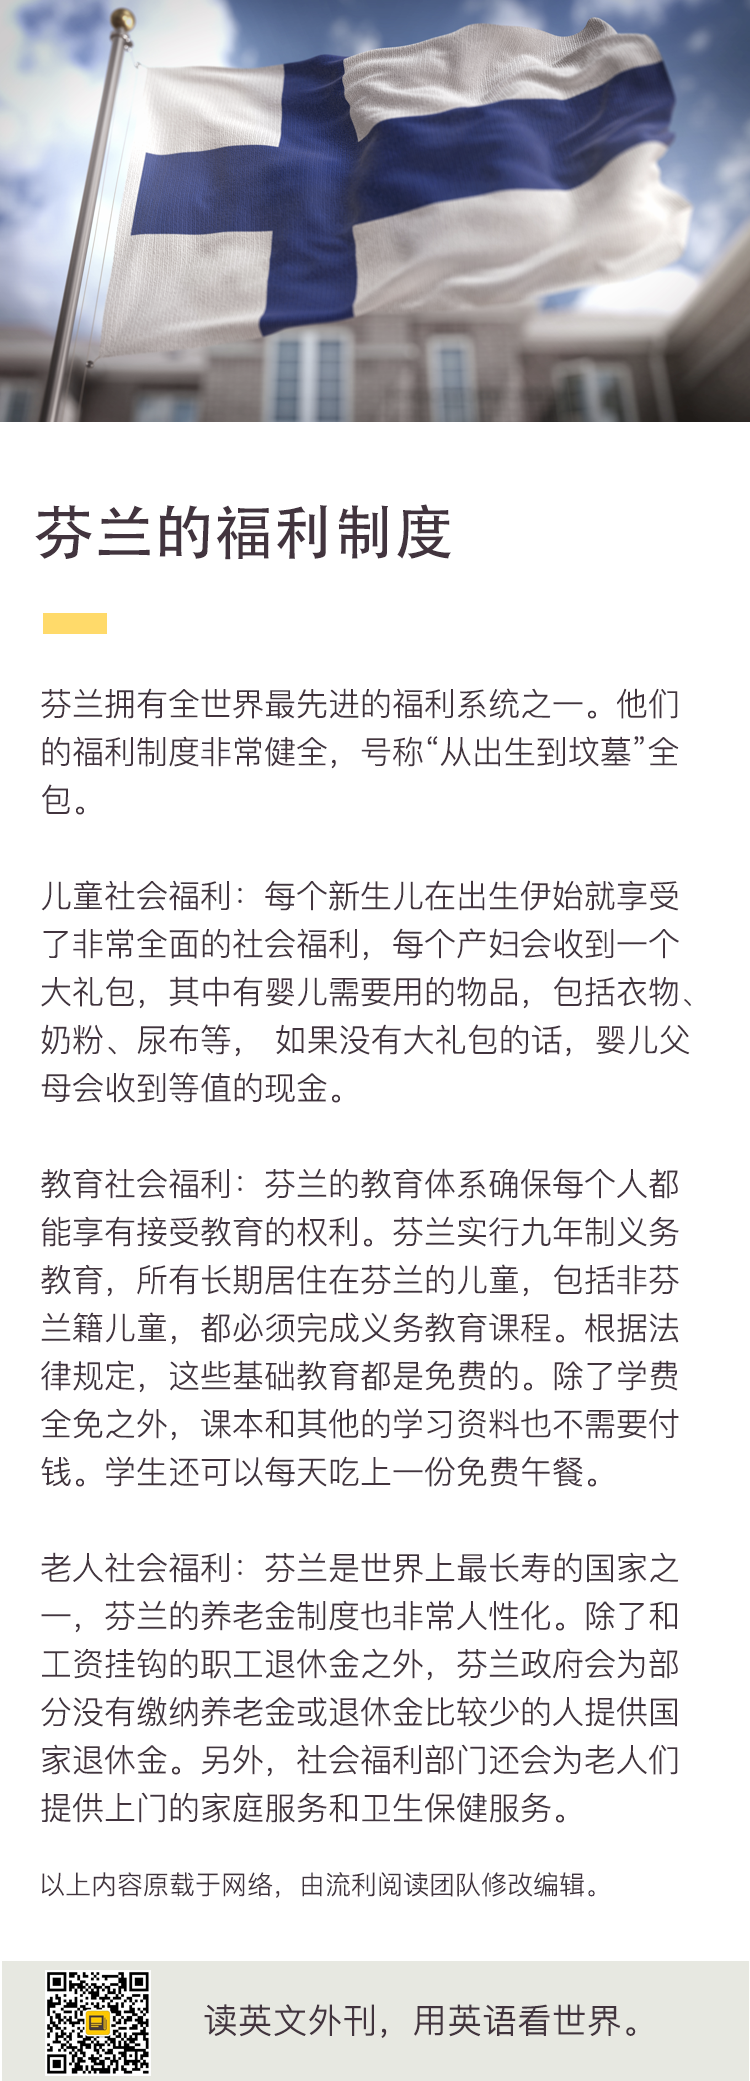 芬兰的福利制度
芬兰拥有全世界最先进的福利系统之一。他们
的福利制度非常健全，号称“从出生到坟墓”全
包。
儿童社会福利：每个新生儿在出生伊始就享受
了非常全面的社会福利，每个产妇会收到一个
大礼包，其中有婴儿需要用的物品，包括衣物、
奶粉、尿布等， 如果没有大礼包的话，婴儿父
母会收到等值的现金。
教育社会福利：芬兰的教育体系确保每个人都
能享有接受教育的权利。芬兰实行九年制义务
教育，所有长期居住在芬兰的儿童，包括非芬
兰籍儿童，都必须完成义务教育课程。根据法
律规定，这些基础教育都是免费的。除了学费
全免之外，课本和其他的学习资料也不需要付
钱。学生还可以每天吃上一份免费午餐。
老人社会福利：芬兰是世界上最长寿的国家之
一，芬兰的养老金制度也非常人性化。除了和
工资挂钩的职工退休金之外，芬兰政府会为部
分没有缴纳养老金或退休金比较少的人提供国
家退休金。另外，社会福利部门还会为老人们
提供上门的家庭服务和卫生保健服务。
以上内容原载于网络，由流利阅读团队修改编辑。
读英文外刊，用英语看世界。